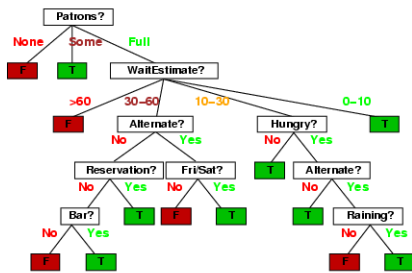 Patrons?
None Some Full
F T WaitEstimate?
>60 30-60 10-30 0-10
F Alternate? Hungry? T
No Yes No Yes
Reservation? Fri/Sat? T Alternate?
No Yes No Yes No Yes
Bar? T F T T Raining?
No Yes No Yes
F T F T